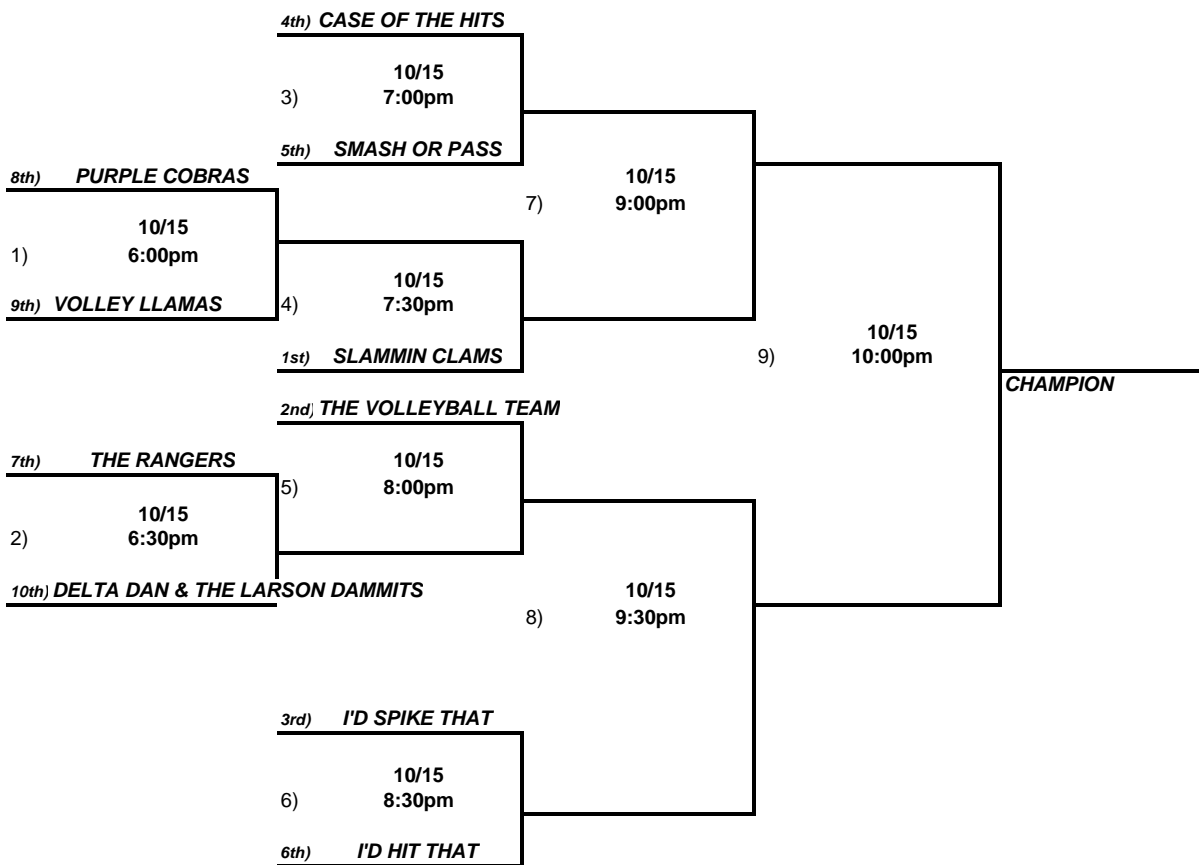 4th) CASE OF THE HITS
10/15
3) 7:00pm
5th) SMASH OR PASS
8th) PURPLE COBRAS
10/15
7) 9:00pm
10/15
1) 6:00pm
10/15
4) 7:30pm
9th) VOLLEY LLAMAS
10/15
9) 10:00pm
1st) SLAMMIN CLAMS
CHAMPION
2nd) THE VOLLEYBALL TEAM
7th) THE RANGERS
10/15
5) 8:00pm
10/15
2) 6:30pm
10th) DELTA DAN & THE LARSON DAMMITS
10/15
8) 9:30pm
3rd) I'D SPIKE THAT
10/15
6) 8:30pm
6th) I'D HIT THAT